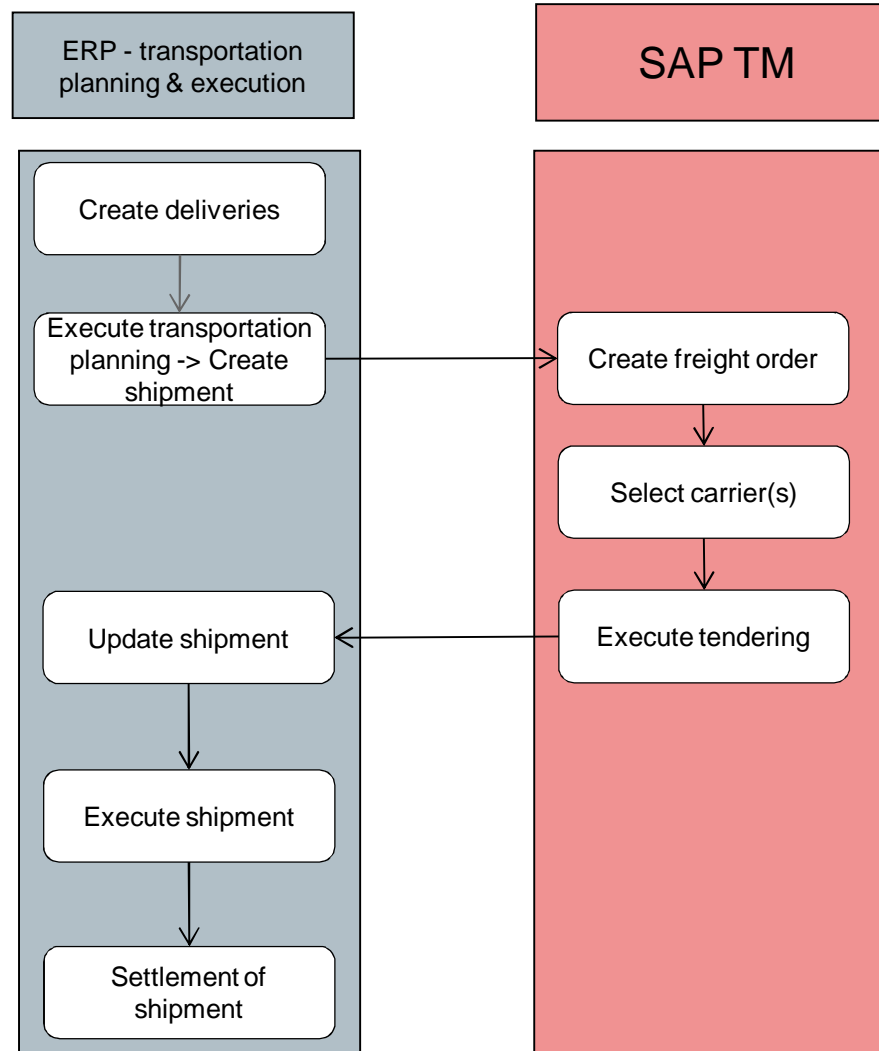 ERP - transportation
planning & execution
SAP TM
Create deliveries
Execute transportation
planning -> Create
shipment
Create freight order
Select carrier(s)
Update shipment
Execute tendering
Execute shipment
Settlement of
shipment